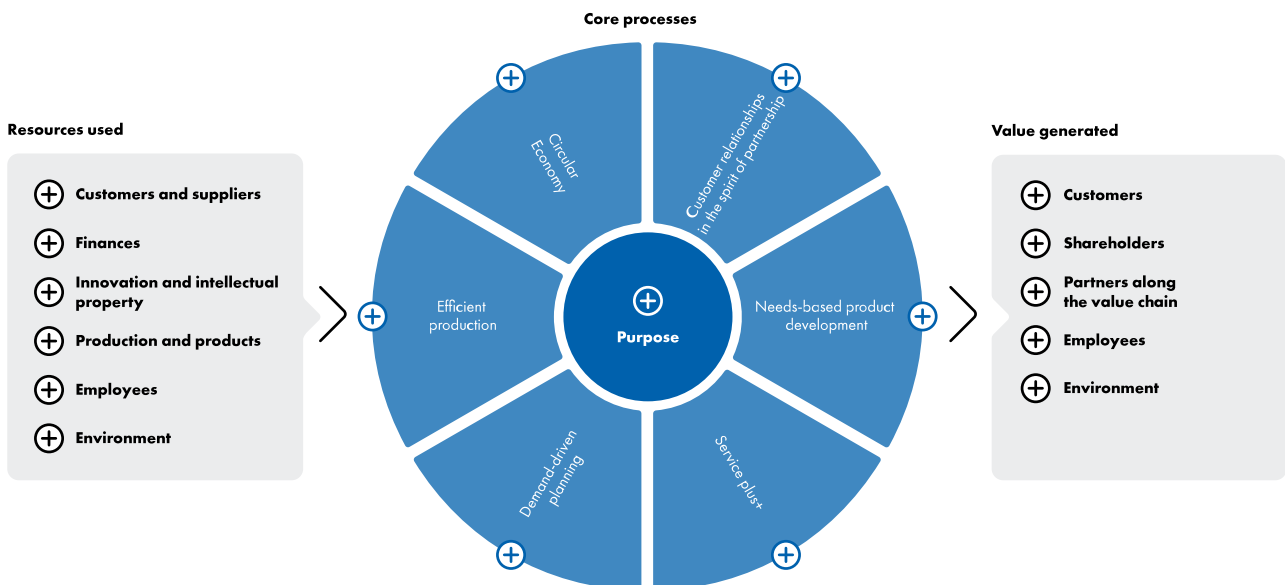 Core processes
Resources used
Customers and suppliers
Finances
Innovation and intellectual
property
Production and products
Employees
Environment
Circular
Economy
Customer relationships
in the spirit of partnership
Efficient
production
Purpose
Needs-based product
development
Demand-driven
planning
Service plus+
Value generated
Customers
Shareholders
Partners along
the value chain
Employees
Environment